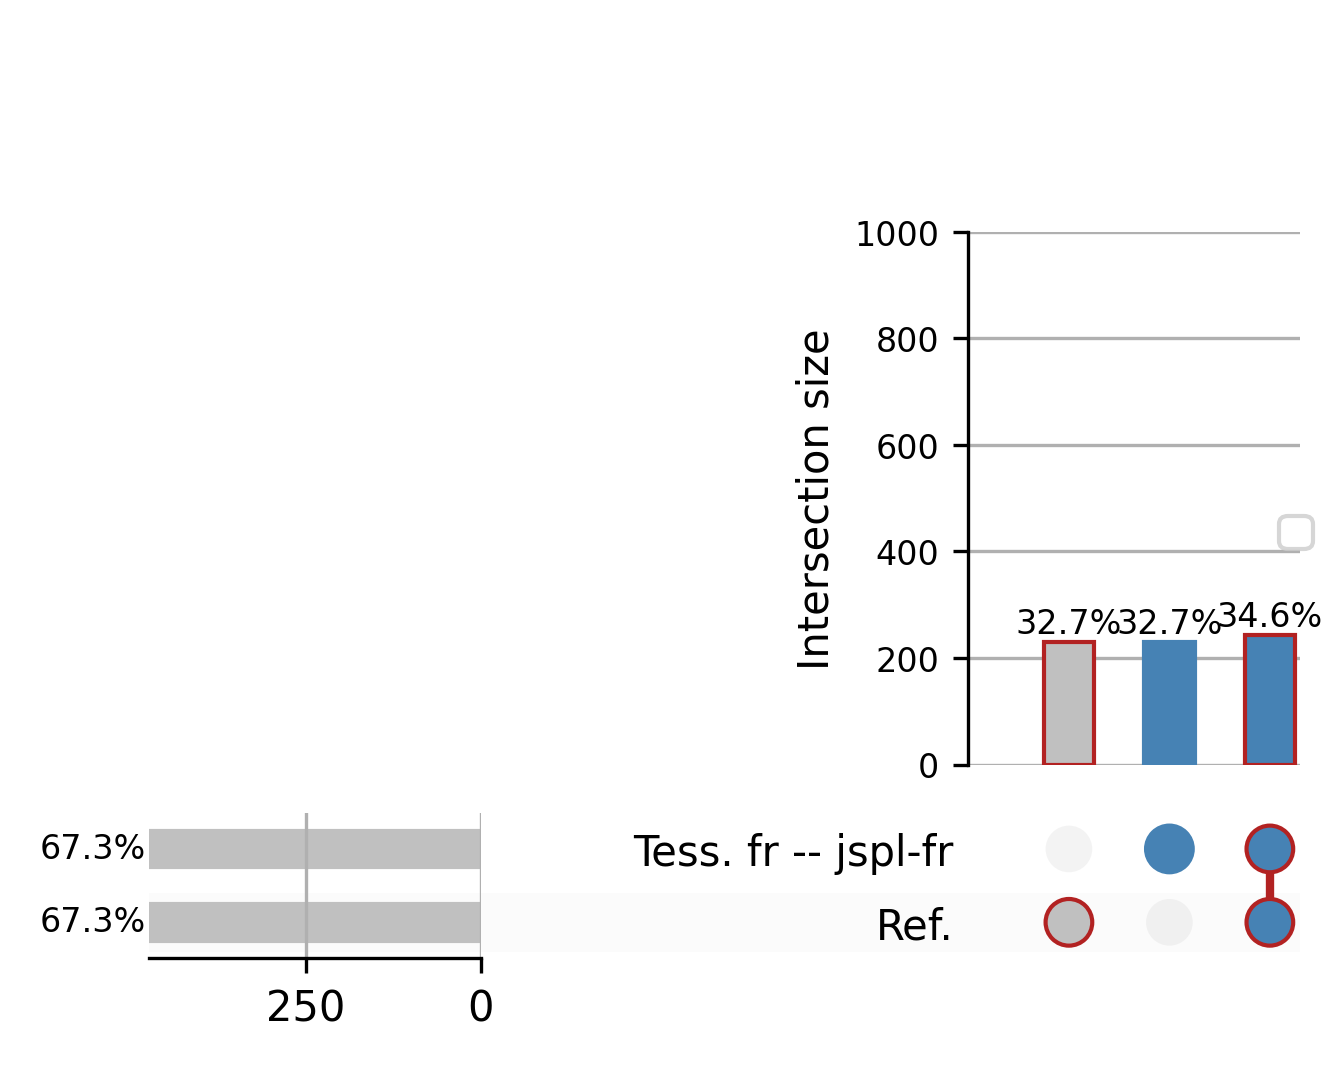 1000
800
600
400
200
0
Intersection size
32.7% 32.7% 34.6%
67.3%
67.3%
Tess. fr -- jspl-fr
Ref.
250 0